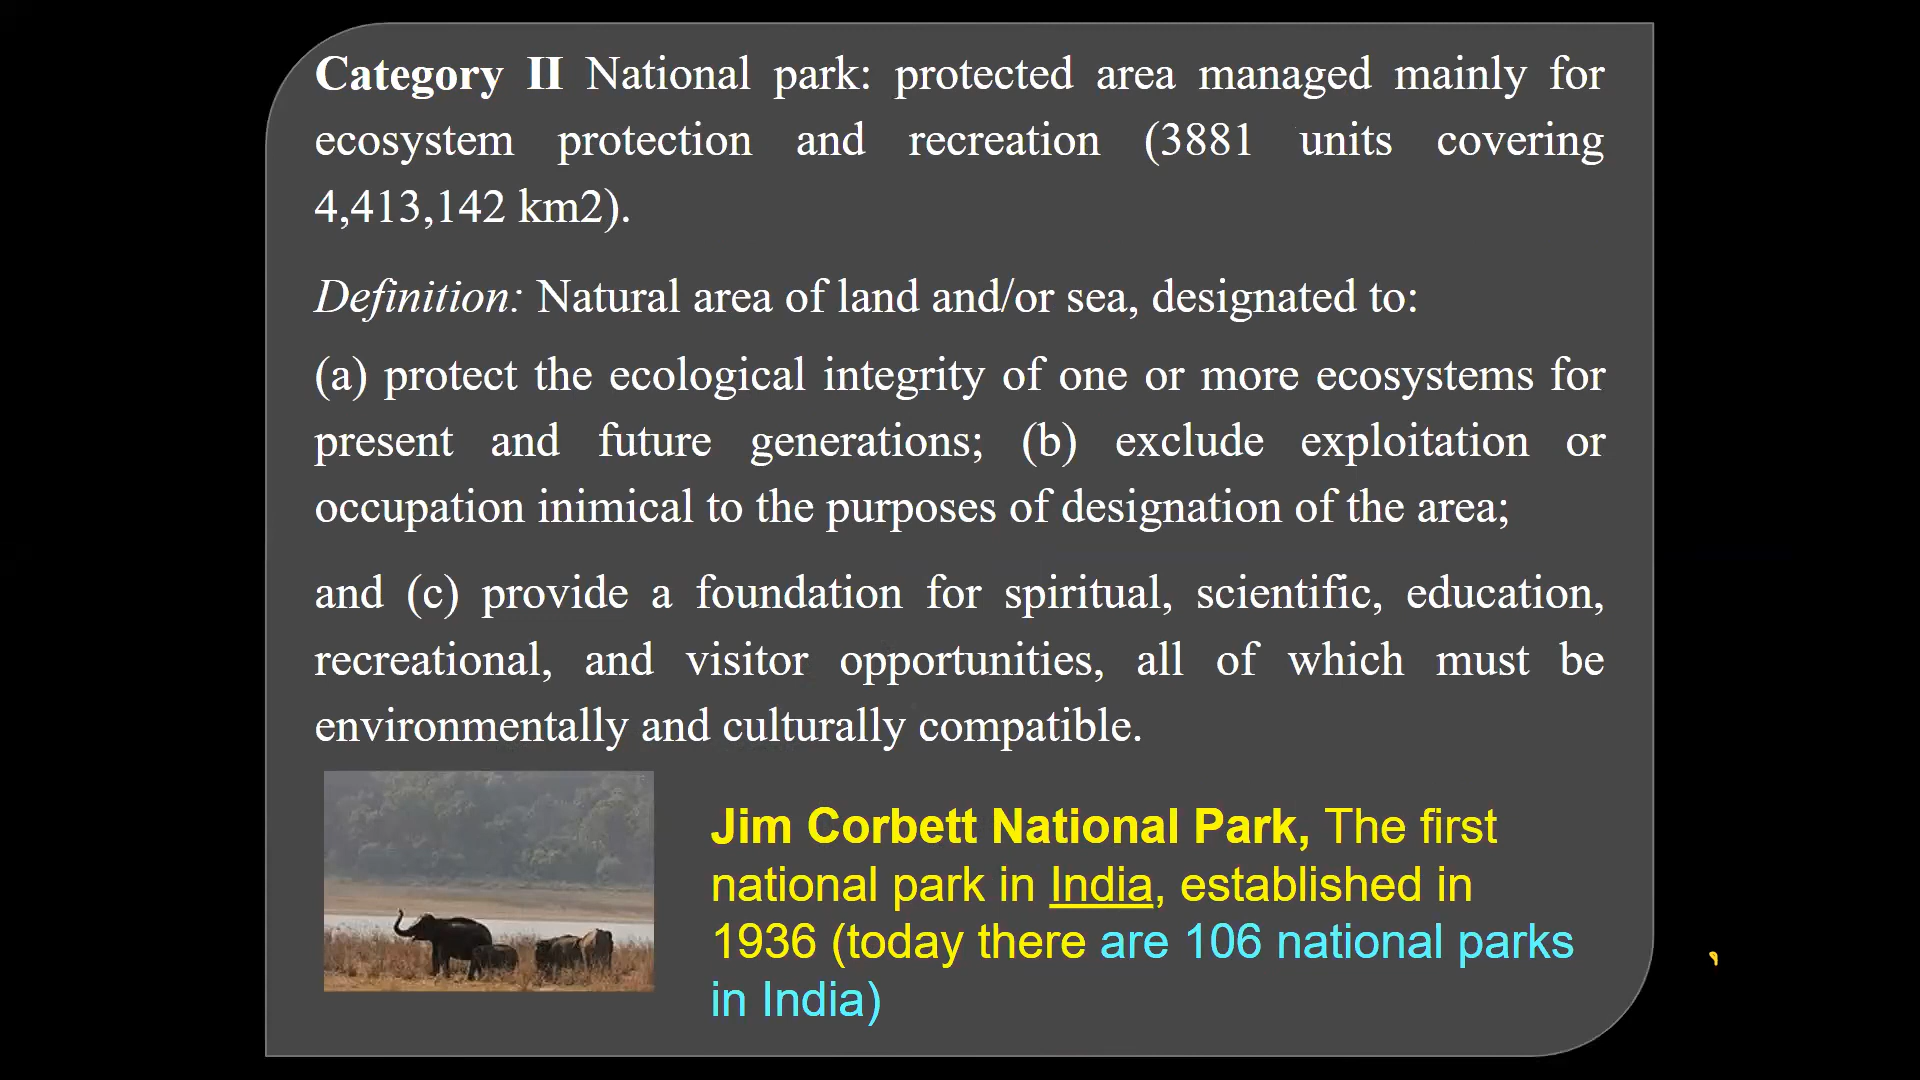 Category II National park: protected area managed mainly for
ecosystem protection and recreation (3881 units covering
4,413,142 km2).
Definition: Natural area of land and/or sea, designated to:
(a) protect the ecological integrity of one or more ecosystems for
present and future generations; (b) exclude exploitation or
occupation inimical to the purposes of designation of the area;
and (c) provide a foundation for spiritual, scientific, education,
recreational, and visitor opportunities, all of which must be
environmentally and culturally compatible.
Jim Corbett National Park, The first
national park in India, established in
1936 (today there are 106 national parks
in India)